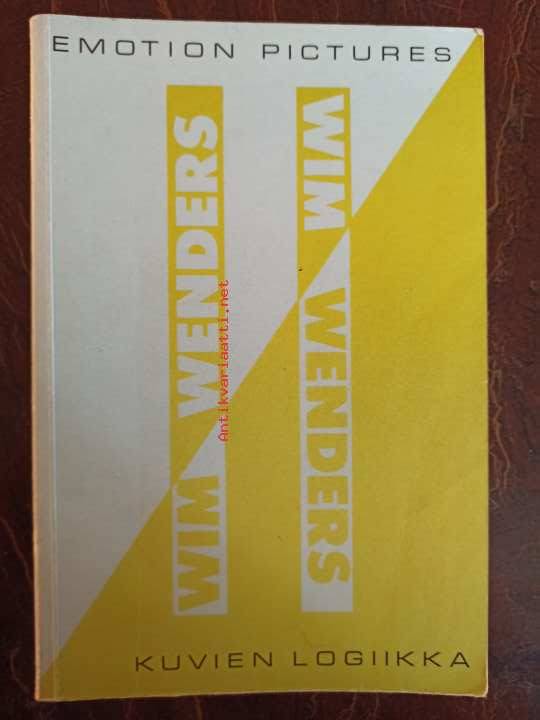 EMOTION PICTURES
WIM WENDERS
WIM WENDERS
Antikvariaatti.net
KUVIEN LOGIIKKA